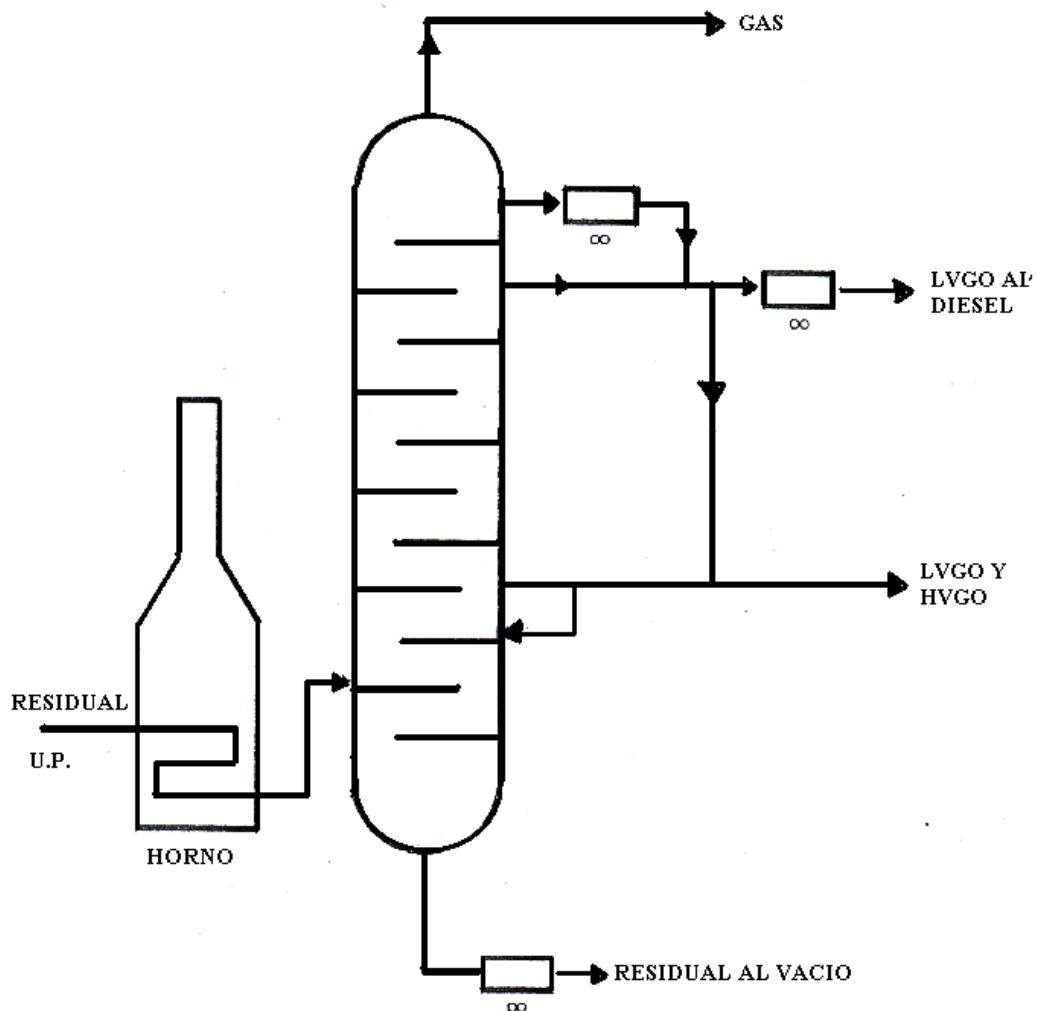 GAS
∞
LVGO AL
DIESEL
∞
LVGO Y
HVGO
RESIDUAL
U.P.
HORNO
RESIDUAL AL VACIO
∞